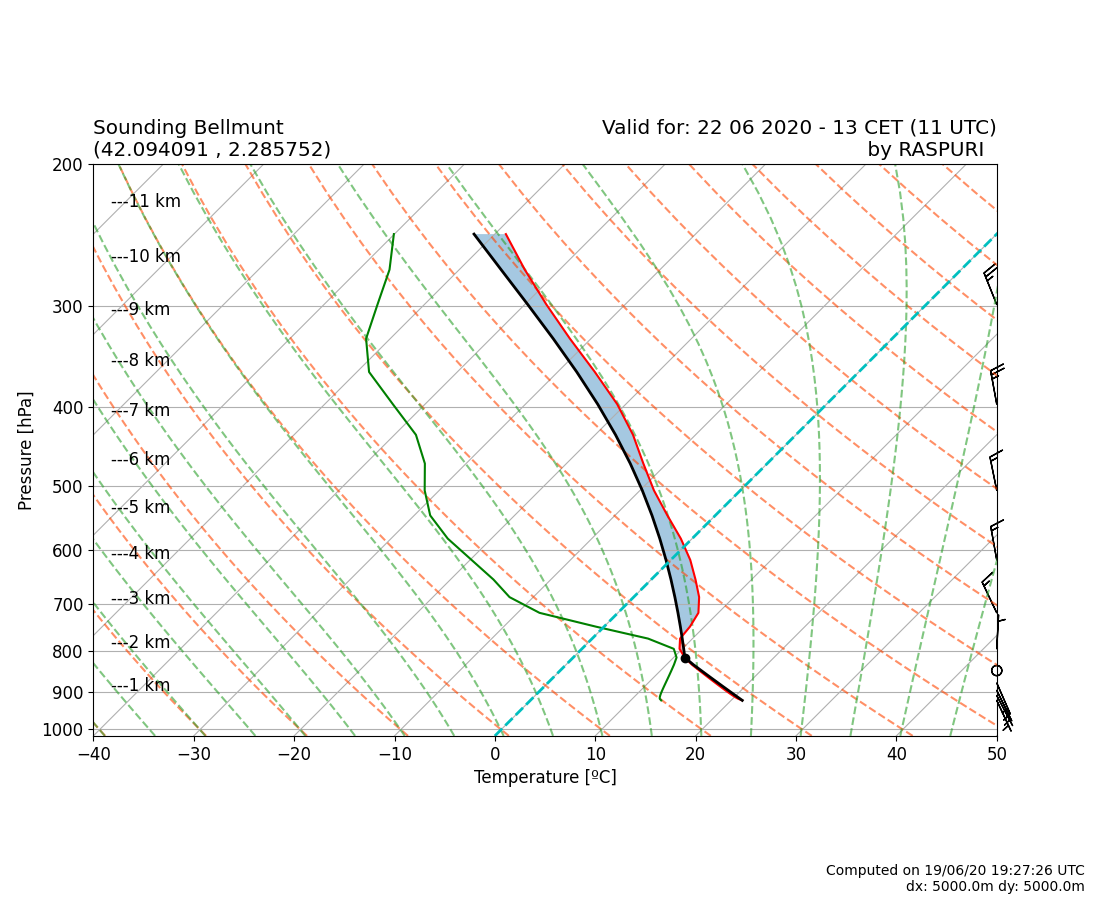 Sounding Bellmunt
(42.094091 , 2.285752)
Valid for: 22 06 2020 - 13 CET (11 UTC)
by RASPURI
200
300
400
500
600
700
800
900
1000
Pressure [hPa]
---11 km
---10 km
---9 km
---8 km
---7 km
---6 km
---5 km
---4 km
---3 km
---2 km
---1 km
−40 −30 −20 −10 0 10 20 30 40 50
Temperature [ºC]
Computed on 19/06/20 19:27:26 UTC
dx: 5000.0m dy: 5000.0m